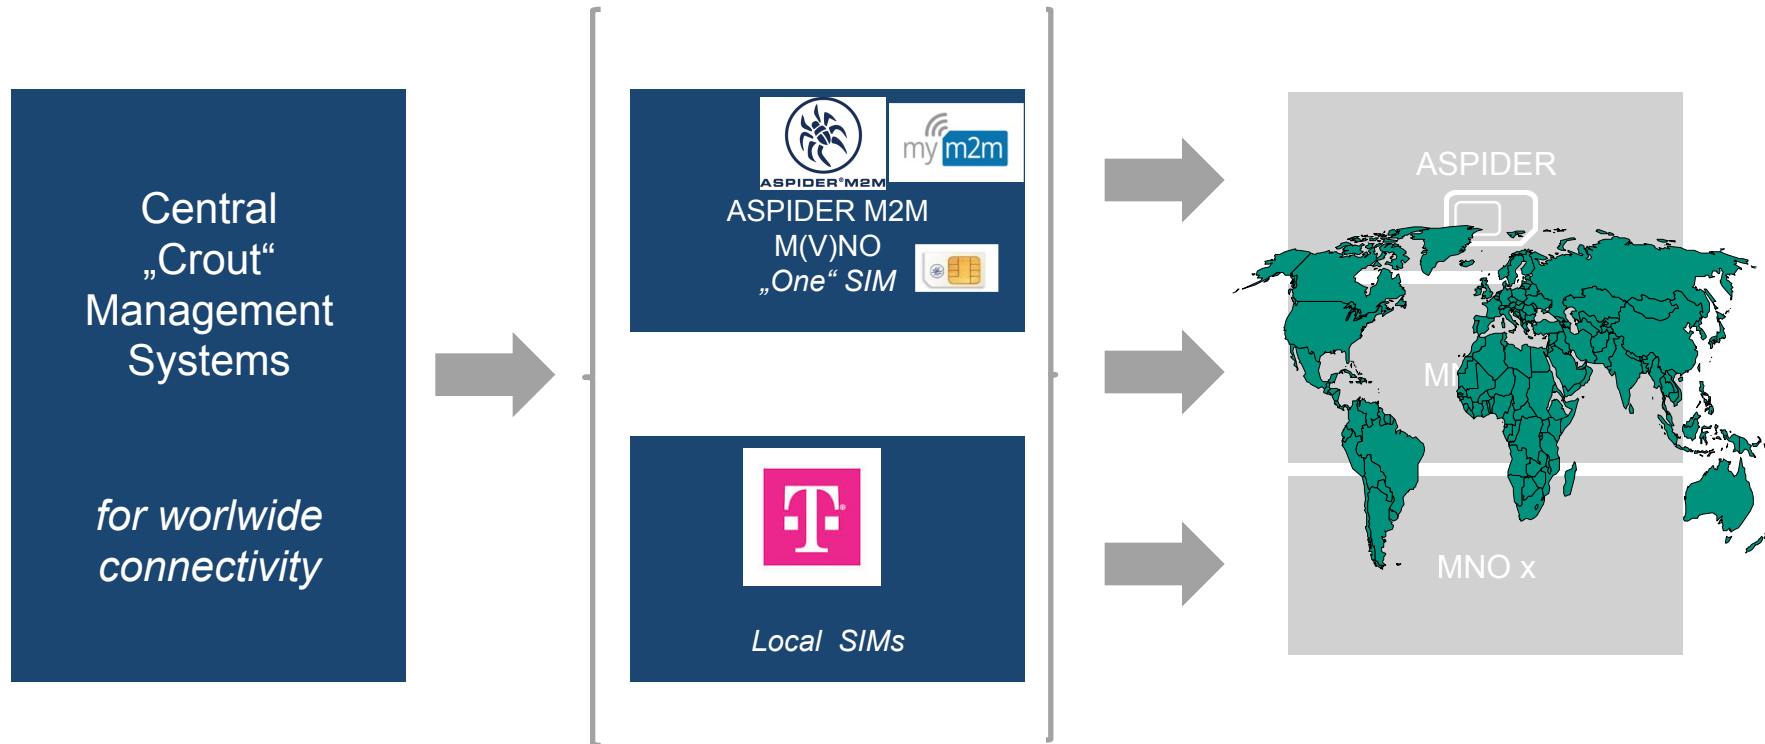 Central
„Crout“
Management
Systems
for worlwide
connectivity
ASPIDER®M2M
my m2m
ASPIDER M2M
M(V)NO
„One“ SIM
T
Local SIMs
ASPIDER
MNO x